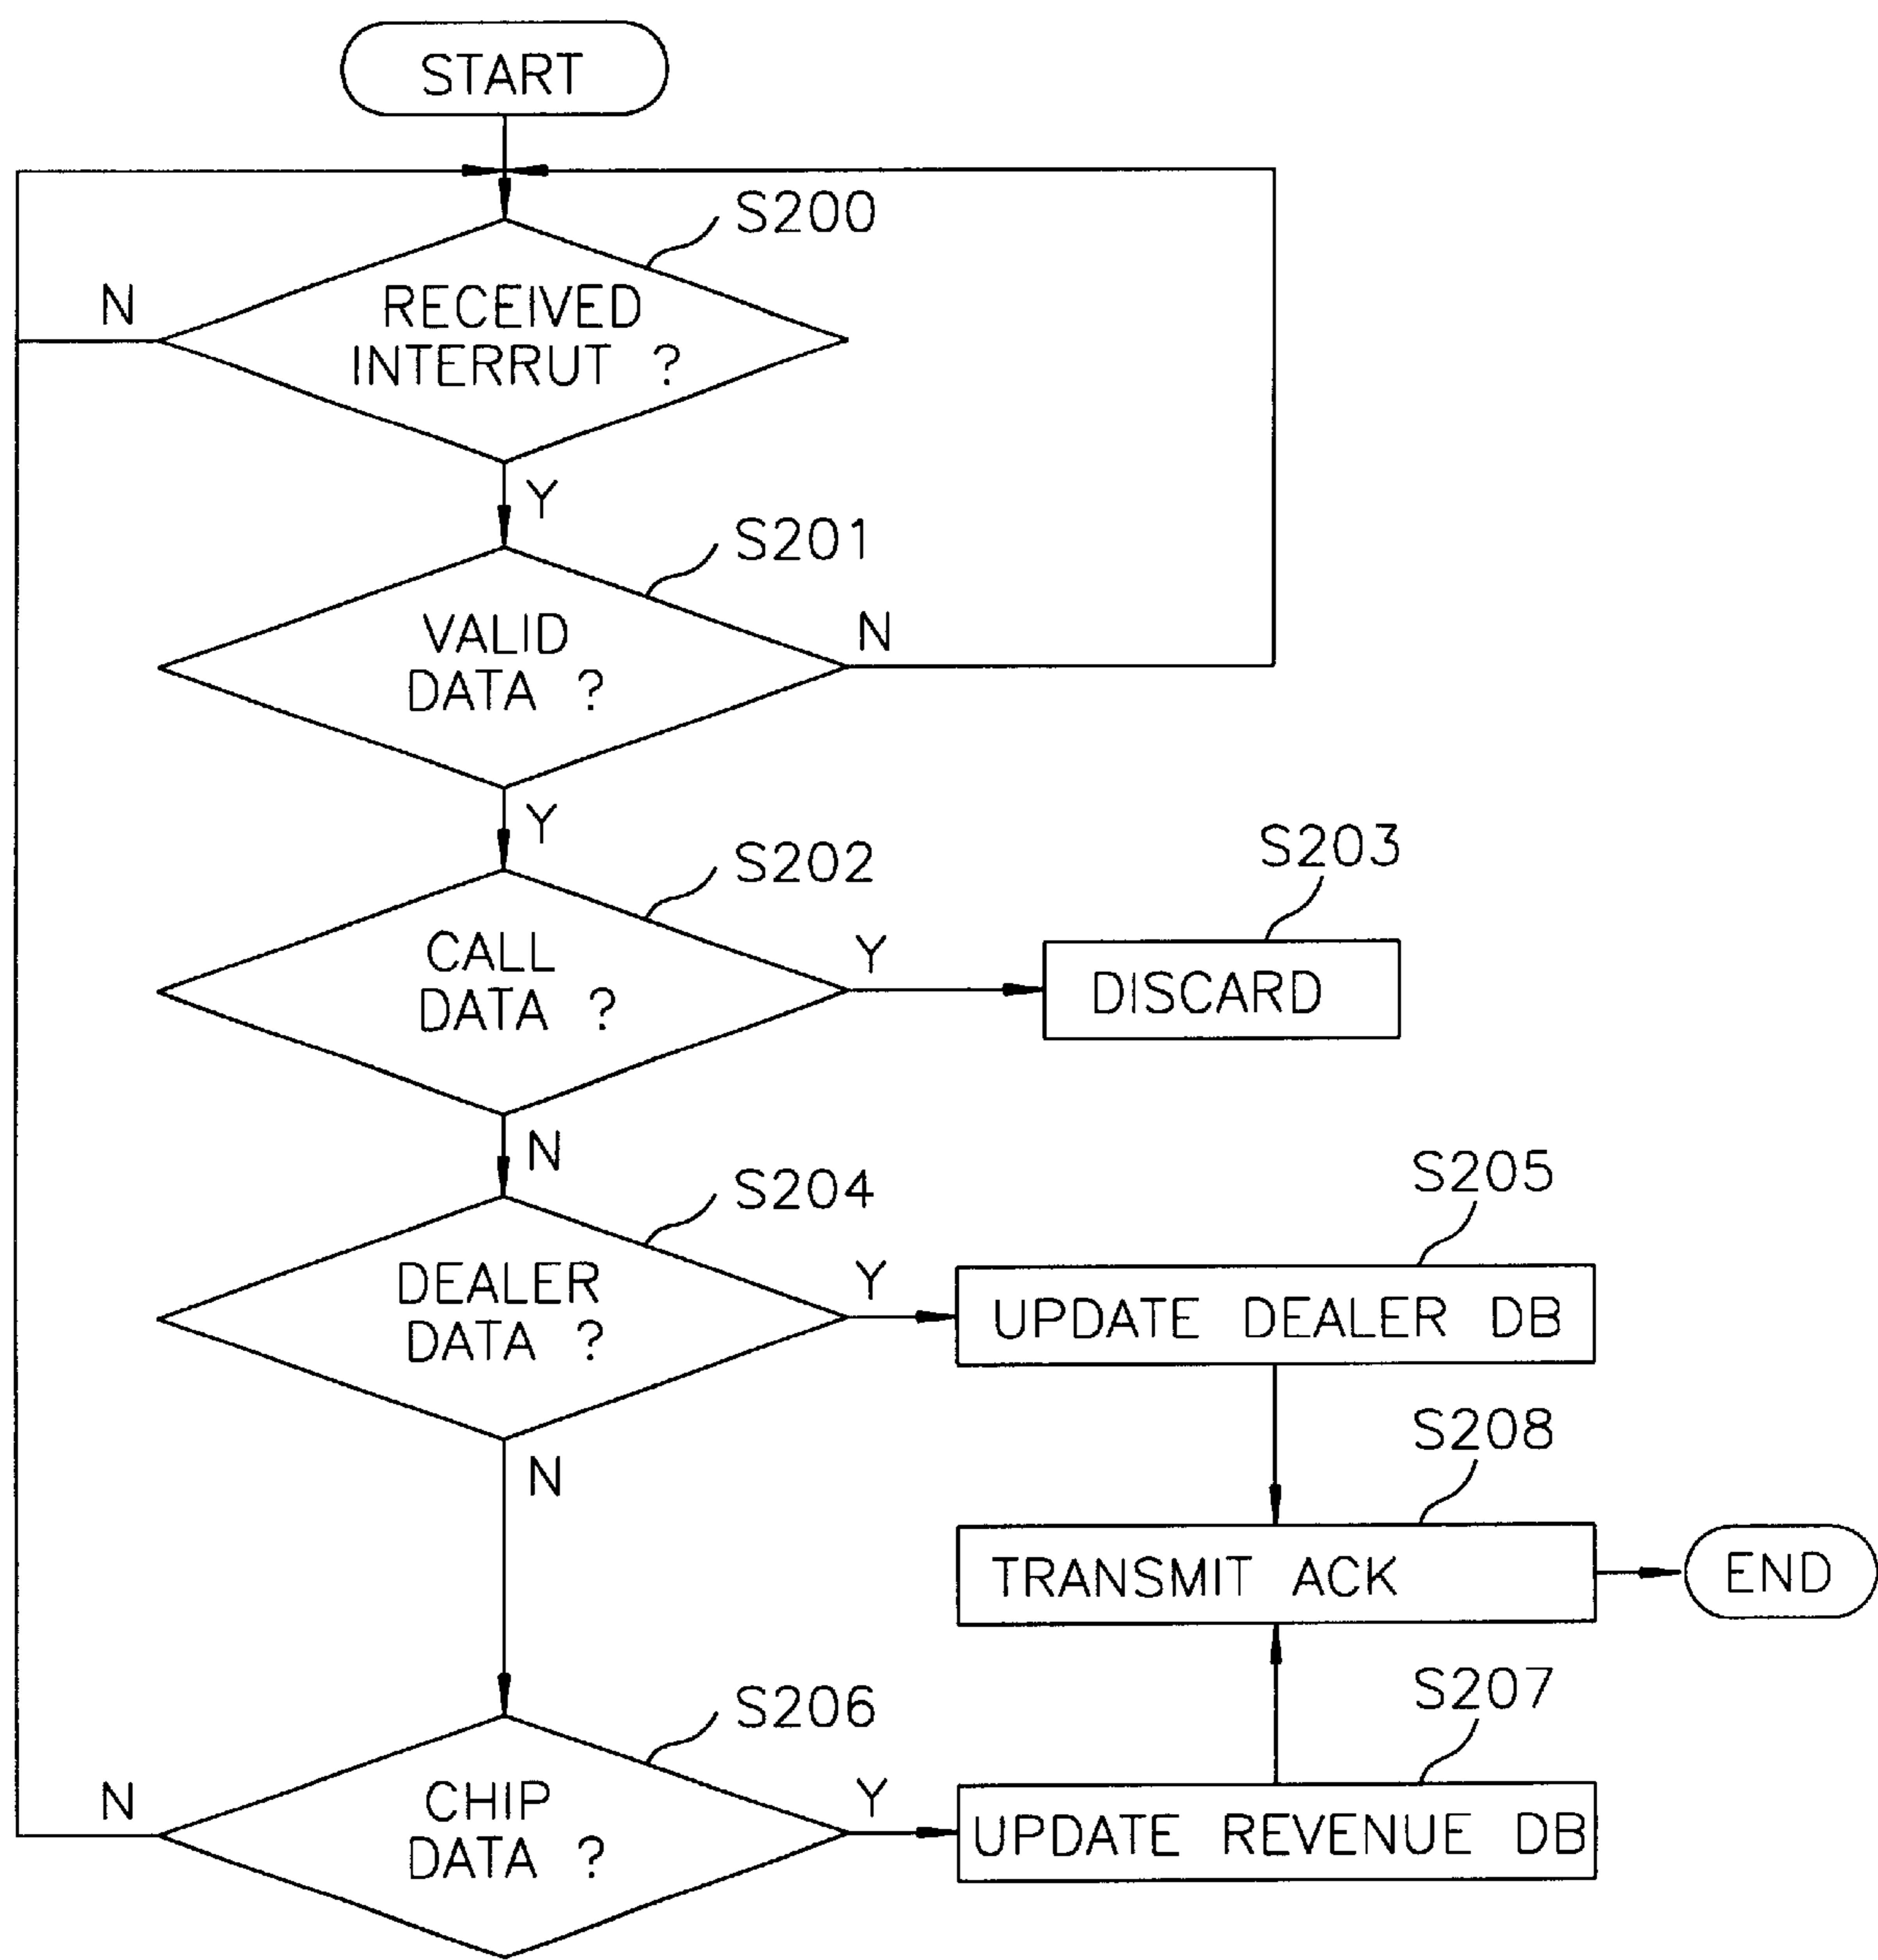 START
S200
N
RECEIVED
INTERRUT ?
Y
S201
VALID
DATA ?
N
Y
S202
S203
CALL
DATA ?
Y
DISCARD
N
S204
S205
DEALER
DATA ?
Y
UPDATE DEALER DB
N
S208
TRANSMIT ACK
END
S206
S207
N
CHIP
DATA ?
Y
UPDATE REVENUE DB